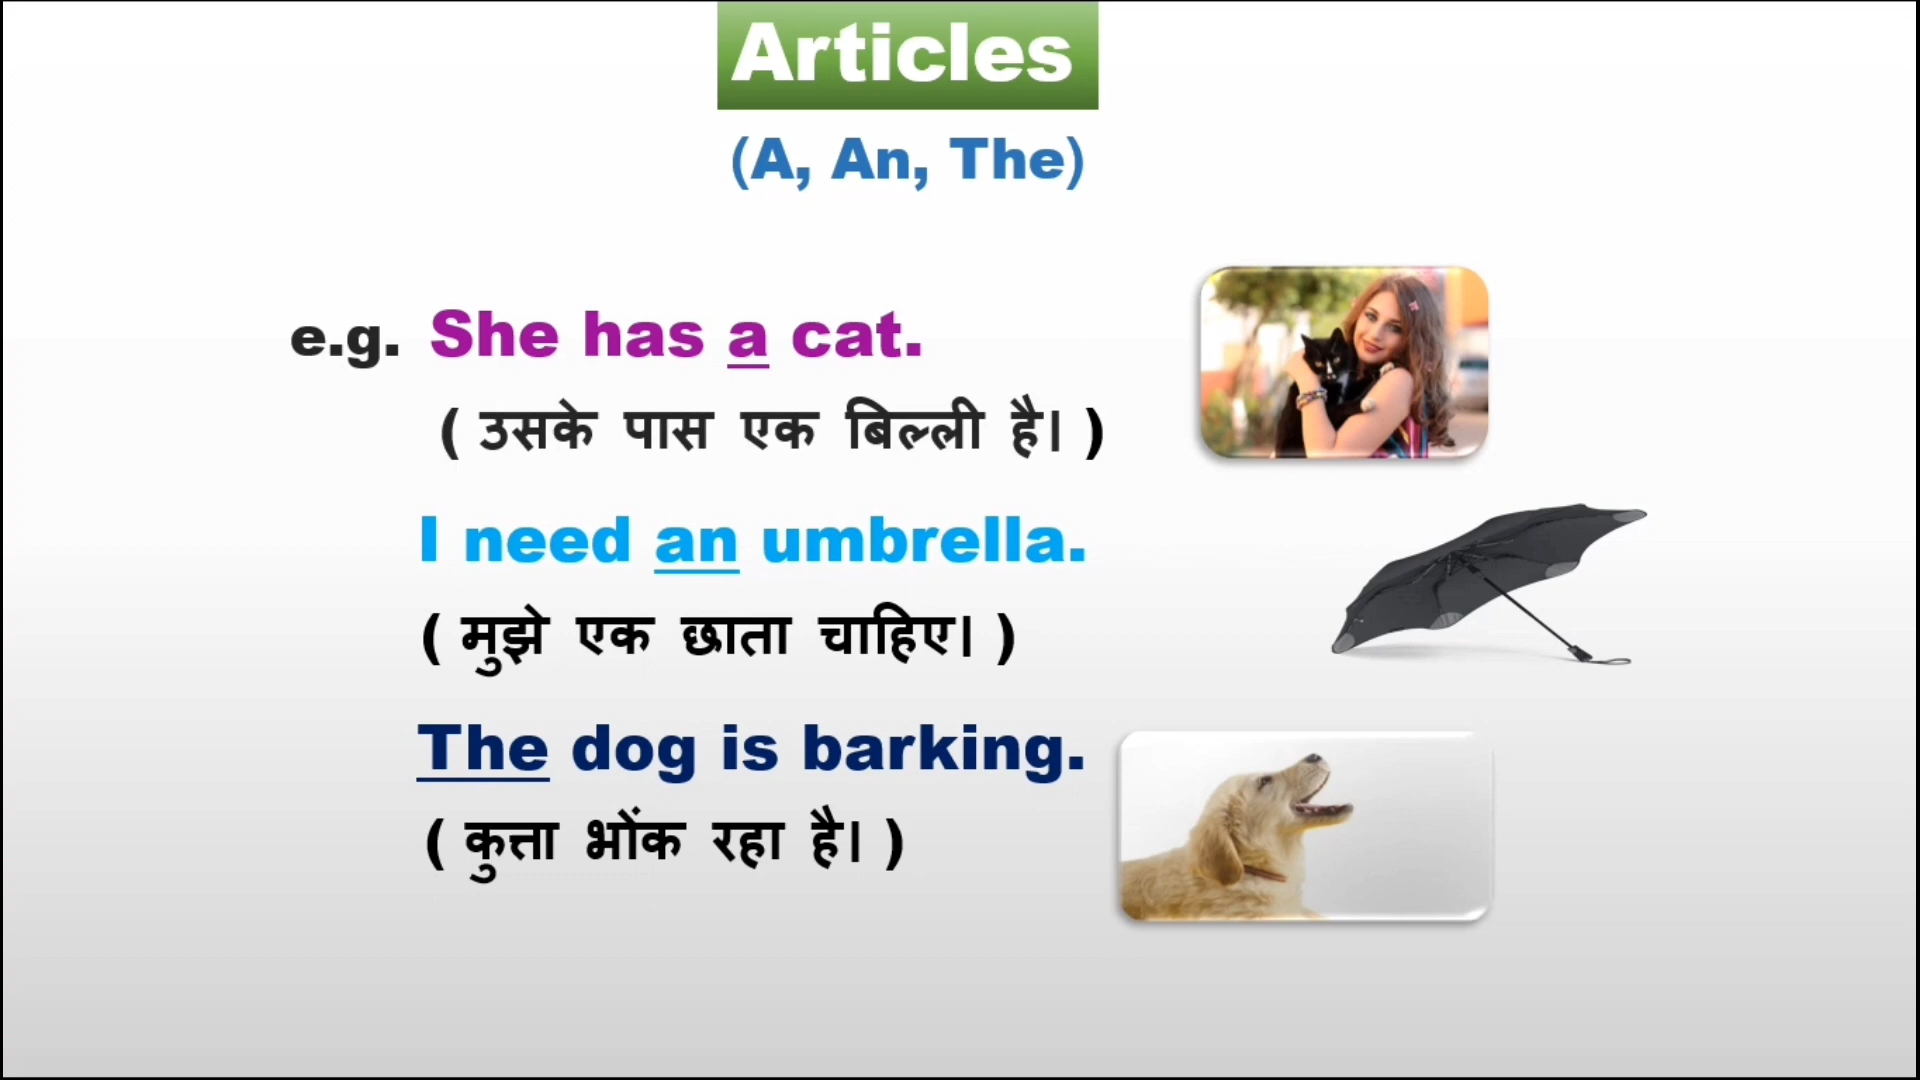 Articles
(A, An, The)
e.g. She has a cat.
( उसके पास एक बिल्ली है। )
I need an umbrella.
( मुझे एक छाता चाहिए। )
The dog is barking.
( कुत्ता भोंक रहा है। )